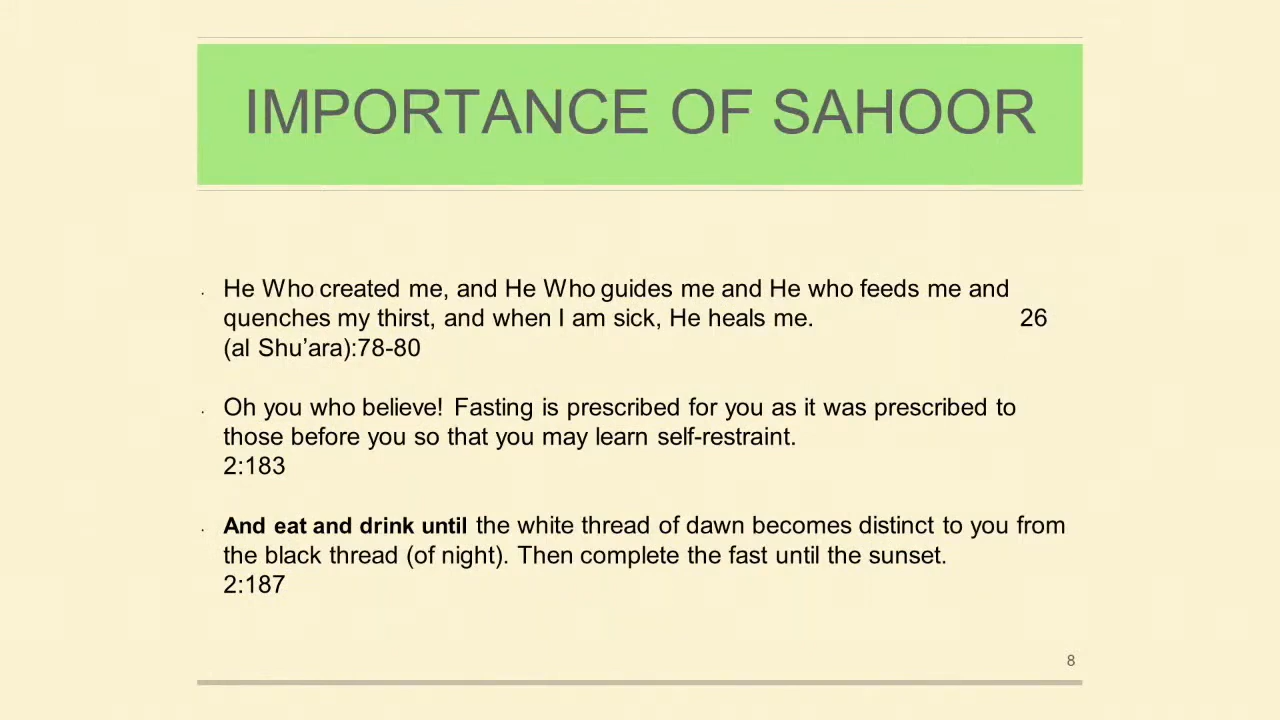 IMPORTANCE OF SAHOOR
· He Who created me, and He Who guides me and He who feeds me and
quenches my thirst, and when I am sick, He heals me. 26
(al Shu’ara):78-80
· Oh you who believe! Fasting is prescribed for you as it was prescribed to
those before you so that you may learn self-restraint.
2:183
· And eat and drink until the white thread of dawn becomes distinct to you from
the black thread (of night). Then complete the fast until the sunset.
2:187
8